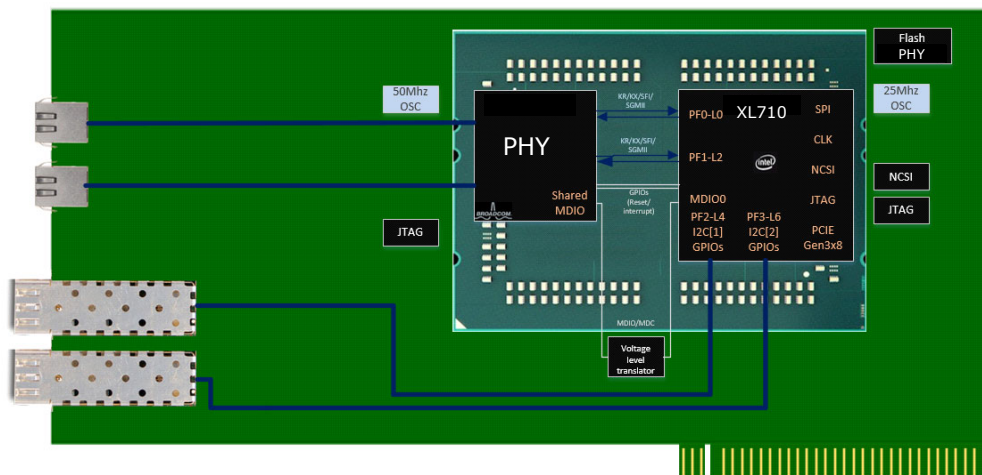 Flash
PHY
50Mhz
OSC
25Mhz
OSC
KR/KX/SFI/
SGMII
PF0-L0
XL710
SPI
CLK
PHY
KR/KX/SFI/
SGMII
PF1-L2
intel
NCSI
NCSI
GPIOs
(Reset/
interrupt)
Shared
MDIO
BROADCOM
MDIO0
JTAG
JTAG
PF2-L4
I2C[1]
GPIOs
PF3-L6
I2C[2]
GPIOs
PCIE
Gen3x8
JTAG
MDIO/MDC
Voltage
level
translator